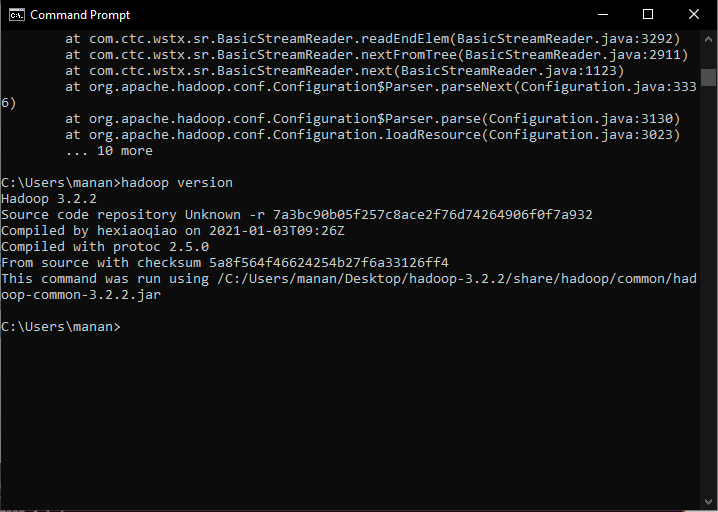 Command Prompt
at com.ctc.wstx.sr.BasicStreamReader.readEndElem(BasicStreamReader.java:3292)
at com.ctc.wstx.sr.BasicStreamReader.nextFromTree(BasicStreamReader.java:2911)
at com.ctc.wstx.sr.BasicStreamReader.next(BasicStreamReader.java:1123)
at org.apache.hadoop.conf.Configuration$Parser.parseNext(Configuration.java:333
6)
at org.apache.hadoop.conf.Configuration$Parser.parse(Configuration.java:3130)
at org.apache.hadoop.conf.Configuration.loadResource(Configuration.java:3023)
... 10 more
C:\Users\manan>hadoop version
Hadoop 3.2.2
Source code repository Unknown -r 7a3bc90b05f257c8ace2f76d74264906f0f7a932
Compiled by hexiaoqiao on 2021-01-03T09:26Z
Compiled with protoc 2.5.0
From source with checksum 5a8f564f46624254b27f6a33126ff4
This command was run using /C:/Users/manan/Desktop/hadoop-3.2.2/share/hadoop/common/had
oop-common-3.2.2.jar
C:\Users\manan>